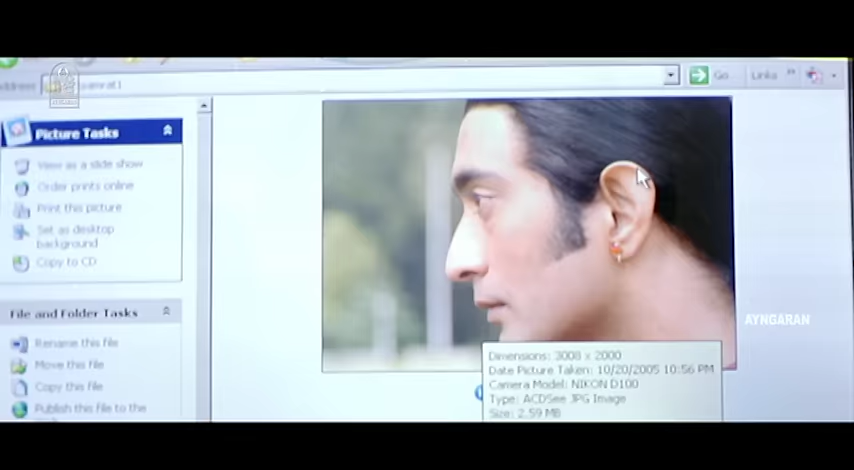 Go
Links
Picture Tasks
View as a slide show
Order prints online
Print this picture
Set as desktop
background
Copy to CD
File and Folder Tasks
Rename this file
Move this file
Copy this file
Publish this file to the
AYNGARAN
Dimensions: 3008 x 2000
Date Picture Taken: 10/20/2005 10:56 PM
Camera Model: NIKON D100
Type: ACDSee JPG Image
Size: 2.59 MB